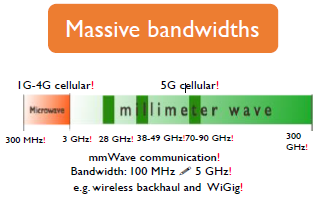 Massive bandwidths
1G-4G cellular!
5G cellular!
Microwave
millimeter wave
300 MHz!
3 GHz!
28 GHz!
38-49 GHz!
70-90 GHz!
300
GHz!
mmWave communication!
Bandwidth: 100 MHz 5 GHz!
e.g. wireless backhaul and WiGig!